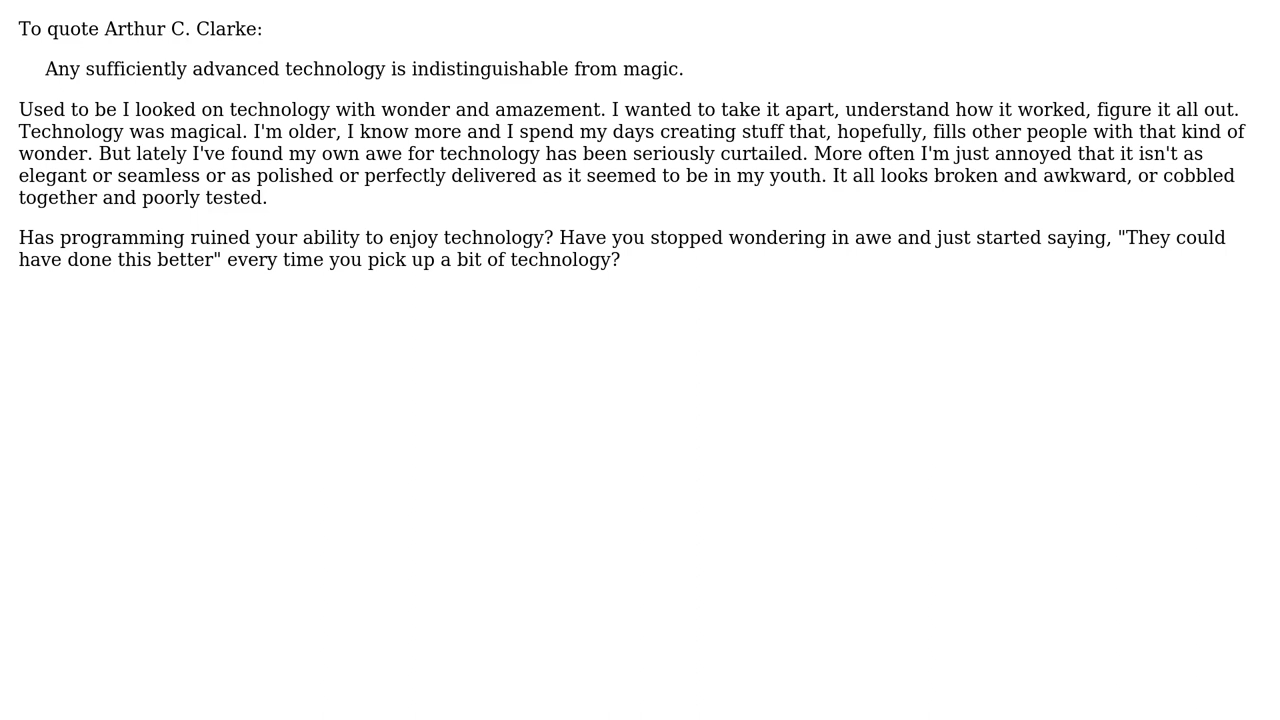 To quote Arthur C. Clarke:
Any sufficiently advanced technology is indistinguishable from magic.
Used to be I looked on technology with wonder and amazement. I wanted to take it apart, understand how it worked, figure it all out.
Technology was magical. I'm older, I know more and I spend my days creating stuff that, hopefully, fills other people with that kind of
wonder. But lately I've found my own awe for technology has been seriously curtailed. More often I'm just annoyed that it isn't as
elegant or seamless or as polished or perfectly delivered as it seemed to be in my youth. It all looks broken and awkward, or cobbled
together and poorly tested.
Has programming ruined your ability to enjoy technology? Have you stopped wondering in awe and just started saying, "They could
have done this better" every time you pick up a bit of technology?